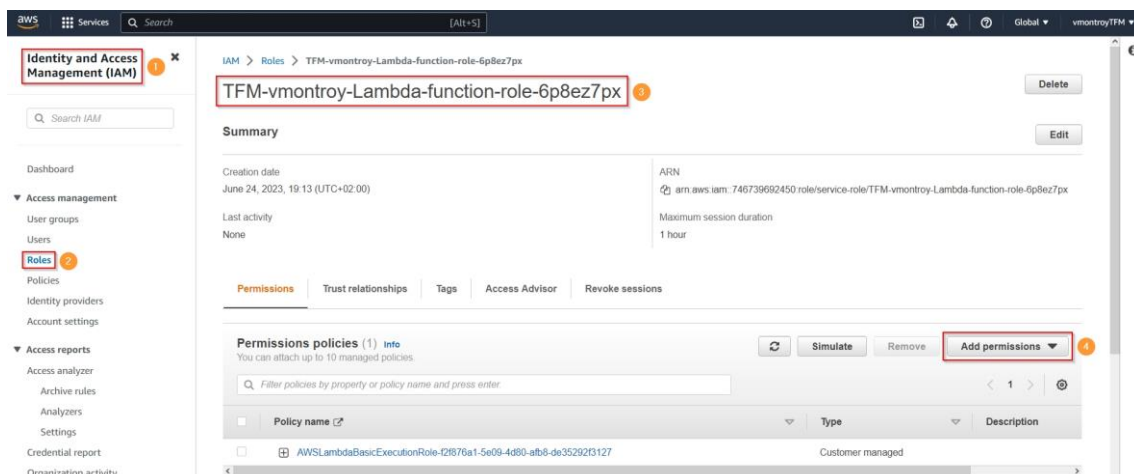 aws Services Search [Alt+S] Global vmontroyTFM
Identity and Access
Management (IAM)
1
Search IAM
Dashboard
Access management
User groups
Users
Roles 2
Policies
Identity providers
Account settings
Access reports
Access analyzer
Archive rules
Analyzers
Settings
Credential report
Organization activity
IAM > Roles > TFM-vmontroy-Lambda-function-role-6p8ez7px
TFM-vmontroy-Lambda-function-role-6p8ez7px 3
Delete
Summary
Edit
Creation date
June 24, 2023, 19:13 (UTC+02:00)
ARN
arn:aws:iam::746739692450:role/service-role/TFM-vmontroy-Lambda-function-role-6p8ez7px
Last activity
None
Maximum session duration
1 hour
Permissions Trust relationships Tags Access Advisor Revoke sessions
Permissions policies (1) Info
You can attach up to 10 managed policies.
Simulate Remove Add permissions 4
Filter policies by property or policy name and press enter.
1
Policy name Type Description
AWSLambdaBasicExecutionRole-f2f876a1-5e09-4d80-afb8-de35292f3127 Customer managed